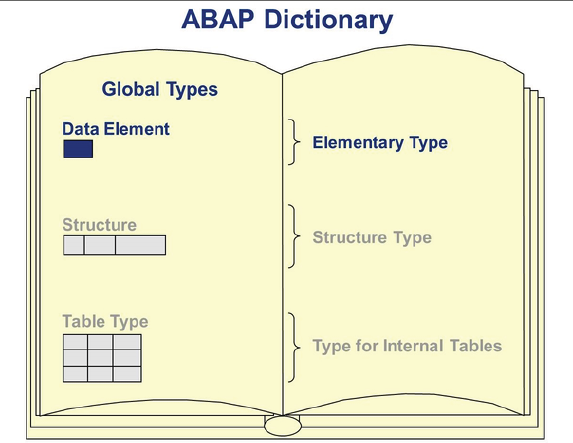 ABAP Dictionary
Global Types
Data Element
Elementary Type
Structure
Structure Type
Table Type
Type for Internal Tables